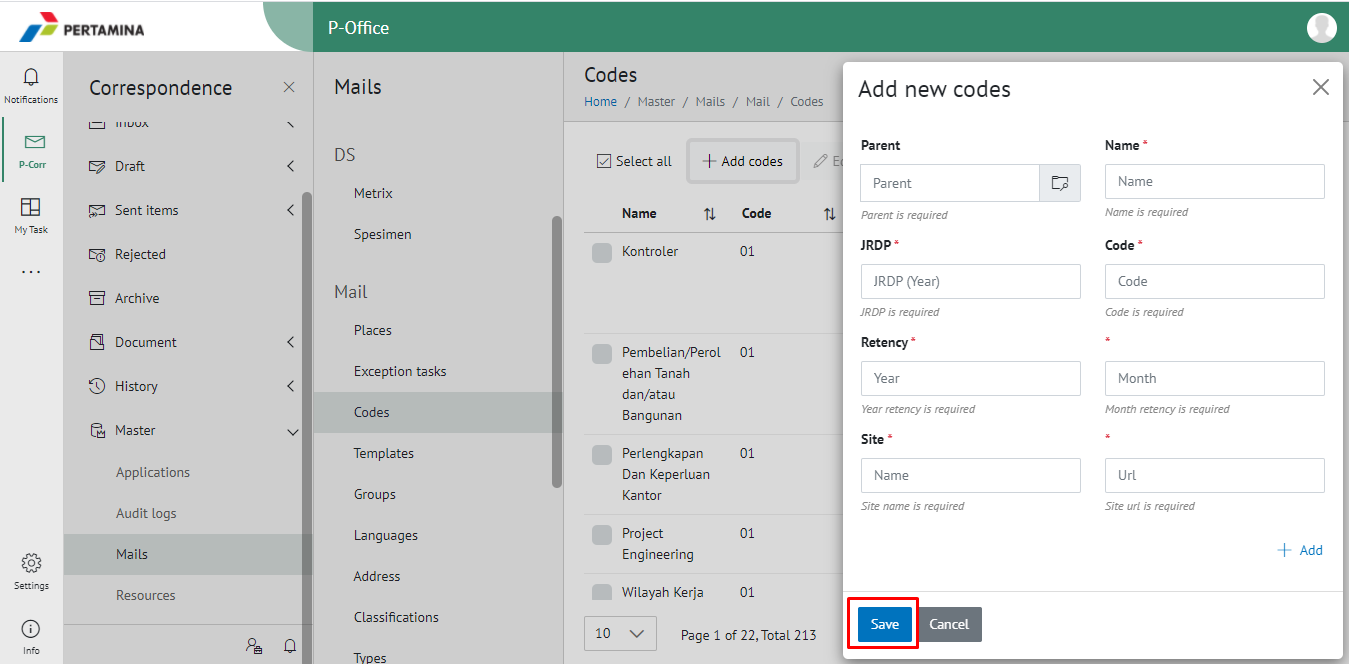 PERTAMINA
P-Office
Notifications
P-Corr
My Task
Settings
Info
Correspondence
Inbox
Draft
Sent items
Rejected
Archive
Document
History
Master
Applications
Audit logs
Mails
Resources
Mails
DS
Metrix
Spesimen
Mail
Places
Exception tasks
Codes
Templates
Groups
Languages
Address
Classifications
Types
Codes
Home / Master / Mails / Mail / Codes
Select all
Add codes
Name Code
Kontroler 01
Pembelian/Perol 01
ehan Tanah
dan/atau
Bangunan
Perlengkapan 01
Dan Keperluan
Kantor
Project 01
Engineering
Wilayah Kerja 01
10
Page 1 of 22, Total 213
Add new codes
Parent Name *
Parent Name
Parent is required Name is required
JRDP * Code *
JRDP (Year) Code
JRDP is required Code is required
Retency * *
Year Month
Year retency is required Month retency is required
Site * *
Name Url
Site name is required Site url is required
+ Add
Save Cancel